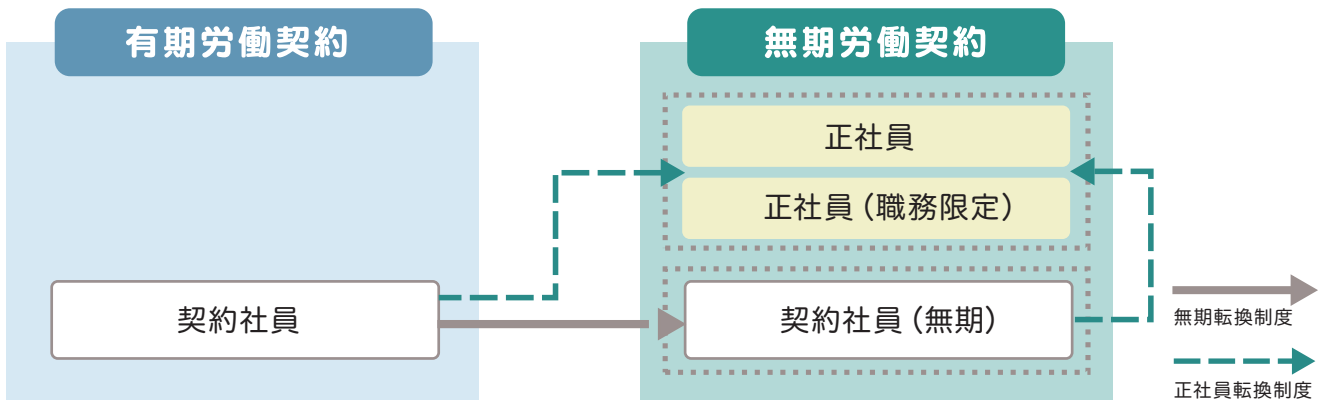 有期労働契約
無期労働契約
正社員
正社員（職務限定）
契約社員
契約社員（無期）
無期転換制度
正社員転換制度